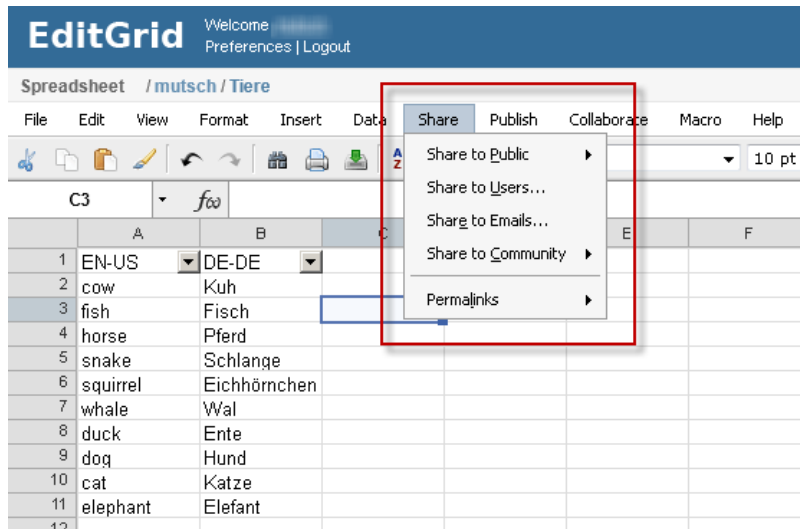 EditGrid
Welcome
Preferences | Logout
Spreadsheet / mutsch / Tiere
File Edit View Format Insert Data Share Publish Collaborate Macro Help
10 pt
C3
Share to Public
Share to Users...
Share to Emails...
Share to Community
Permalinks
A B C E F
1 EN-US DE-DE
2 cow Kuh
3 fish Fisch
4 horse Pferd
5 snake Schlange
6 squirrel Eichhörnchen
7 whale Wal
8 duck Ente
9 dog Hund
10 cat Katze
11 elephant Elefant
12